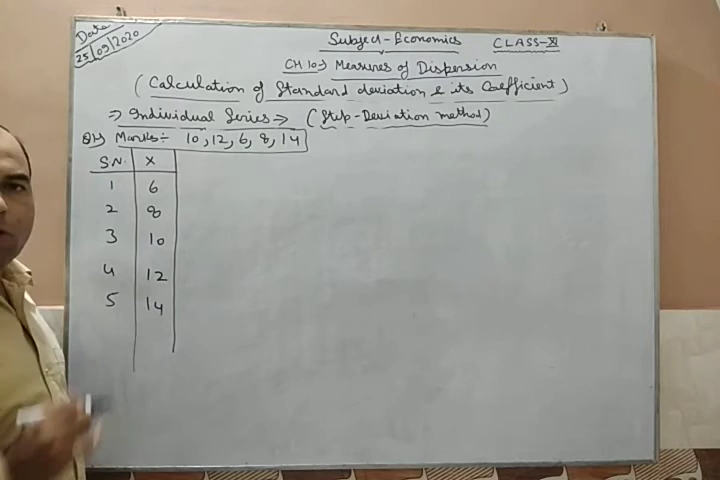 Date
25/09/2020
Subject - Economics CLASS-XI
CH 10 → Measures of Dispersion
( Calculation of Standard deviation & its Coefficient )
⇒ Individual Series ⇒ ( Step-Deviation method )
Q1) Marks ÷ 10, 12, 6, 8, 14
S N. X
1 6
2 8
3 10
4 12
5 14